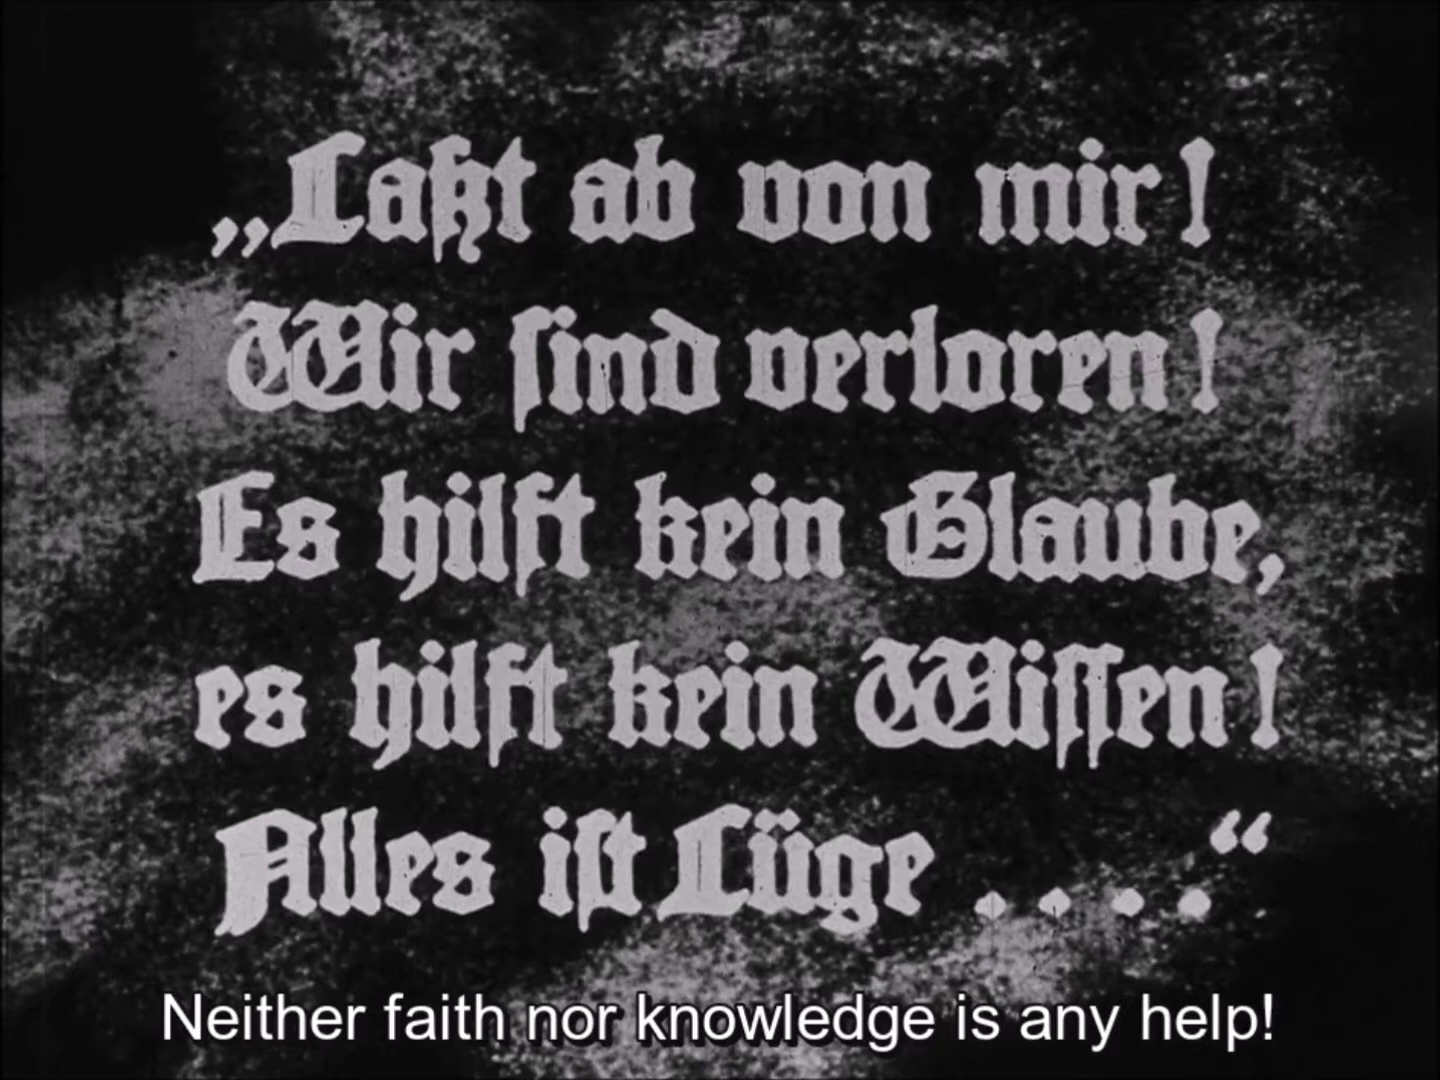 „Laßt ab von mir!
Wir sind verloren!
Es hilft kein Glaube,
es hilft kein Wissen!
Alles ist Lüge . . . .“
Neither faith nor knowledge is any help!